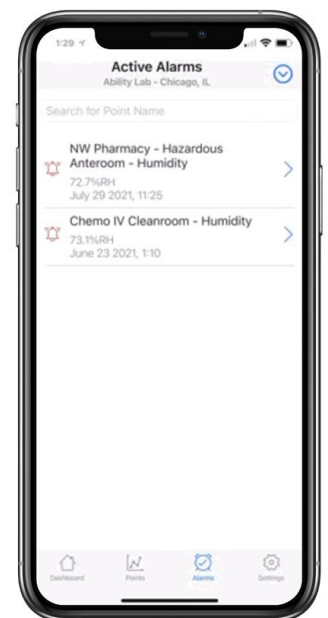 1:29
Active Alarms
Ability Lab - Chicago, IL
Search for Point Name
NW Pharmacy - Hazardous
Anteroom - Humidity
72.7%RH
July 29 2021, 11:25
Chemo IV Cleanroom - Humidity
73.1%RH
June 23 2021, 1:10
Dashboard Points Alarms Settings